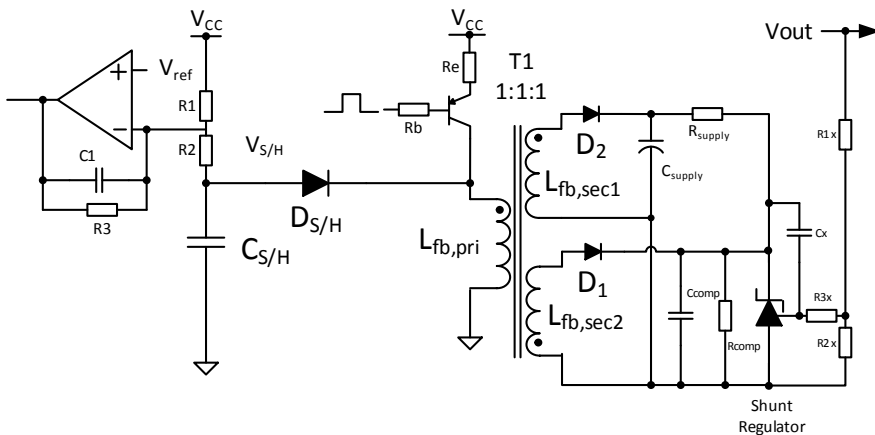 VCC
VCC
Vout
Vref
Re
T1
1:1:1
R1
Rb
D2
Rsupply
R1x
C1
R2
VS/H
Csupply
Lfb,sec1
R3
DS/H
Lfb,pri
Cx
CS/H
D1
Ccomp
R3x
Lfb,sec2
Rcomp
R2x
Shunt
Regulator